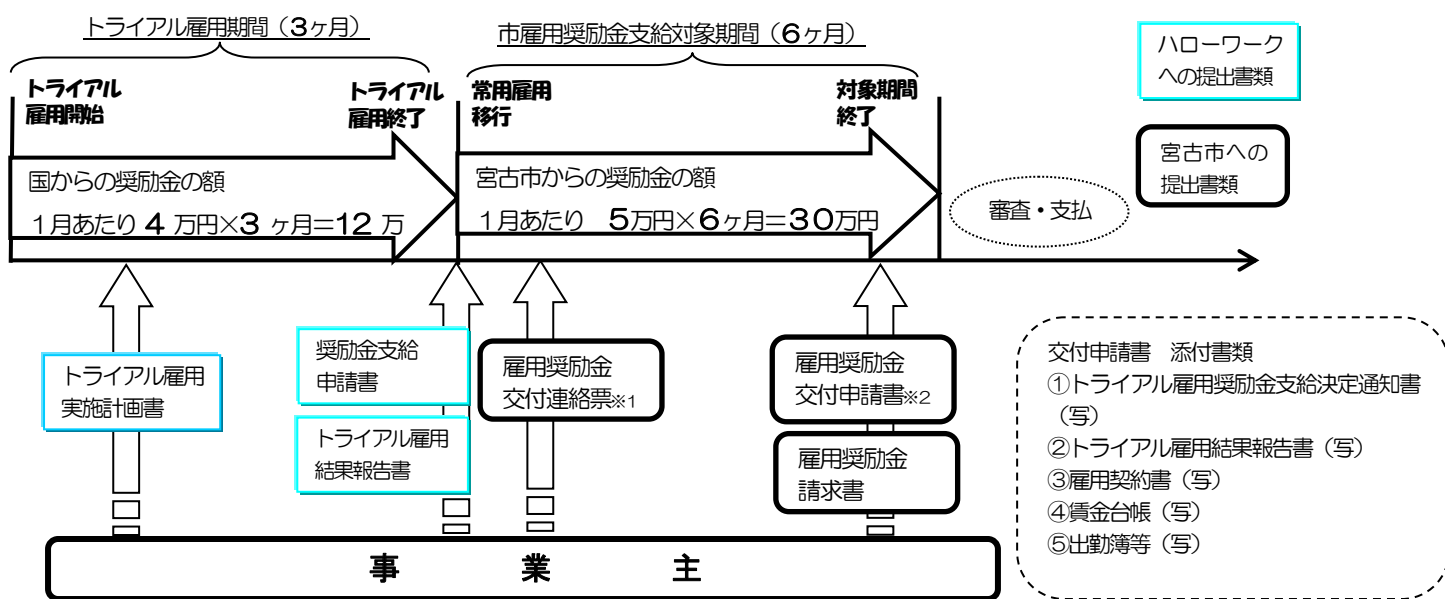 トライアル雇用期間（３ヶ月）
市雇用奨励金支給対象期間（６ヶ月）
ハローワーク
への提出書類
トライアル
雇用開始
トライアル
雇用終了
常用雇用
移行
対象期間
終了
宮古市への
提出書類
国からの奨励金の額
１月あたり ４ 万円×３ ヶ月＝１２ 万
宮古市からの奨励金の額
１月あたり　５万円×６ヶ月＝３０万円
審査・支払
トライアル雇用
実施計画書
奨励金支給
申請書
トライアル雇用
結果報告書
雇用奨励金
交付連絡票※1
雇用奨励金
交付申請書※2
雇用奨励金
請求書
交付申請書　添付書類
①トライアル雇用奨励金支給決定通知書
（写）
②トライアル雇用結果報告書（写）
③雇用契約書（写）
④賃金台帳（写）
⑤出勤簿等（写）
事　業　主